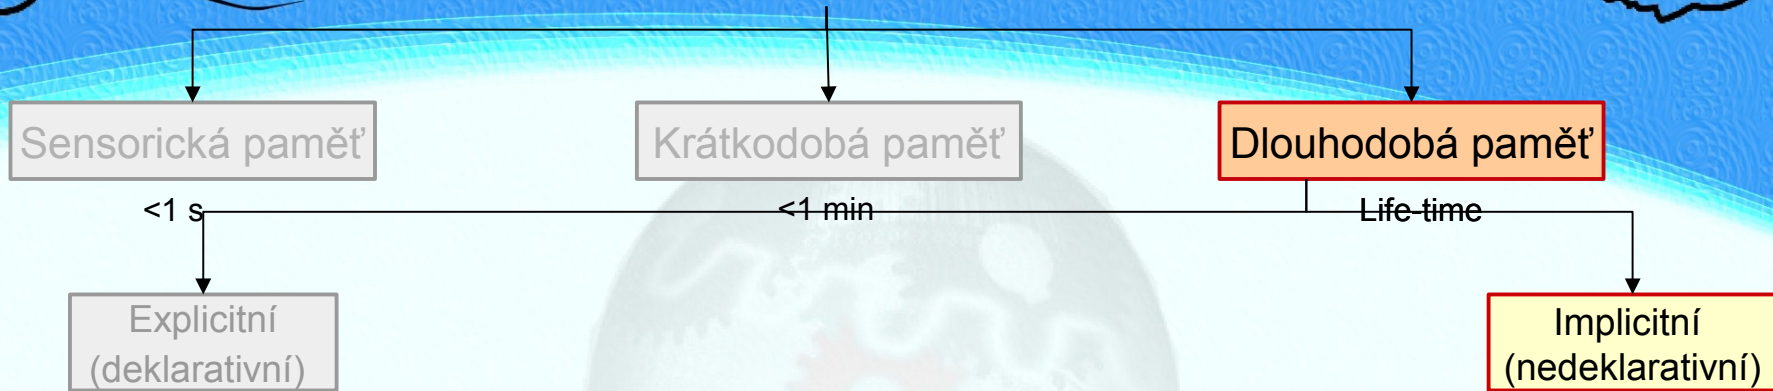 Sensorická paměť
Krátkodobá paměť
Dlouhodobá paměť
<1 s
<1 min
Life-time
Explicitní
(deklarativní)
Implicitní
(nedeklarativní)